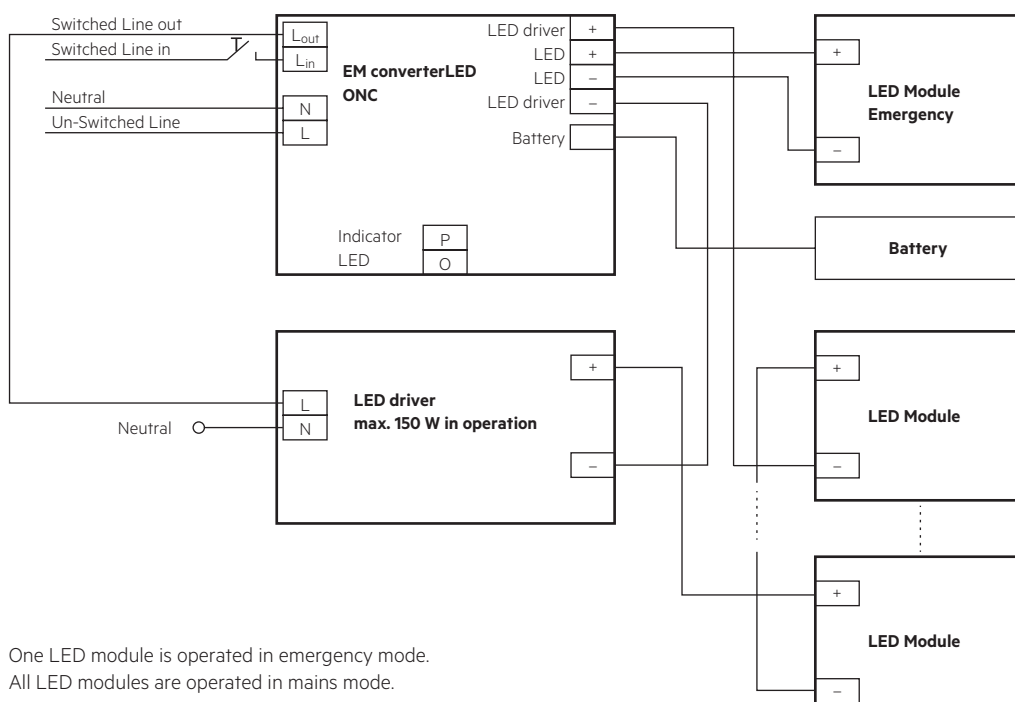 Switched Line out
Switched Line in
Neutral
Un-Switched Line
Lout
Lin
N
L
EM converterLED
ONC
LED driver +
LED +
LED –
LED driver –
Battery
Indicator P
LED O
+
LED Module
Emergency
–
Battery
L
N
Neutral
LED driver
max. 150 W in operation
+
–
+
LED Module
–
+
LED Module
–
One LED module is operated in emergency mode.
All LED modules are operated in mains mode.